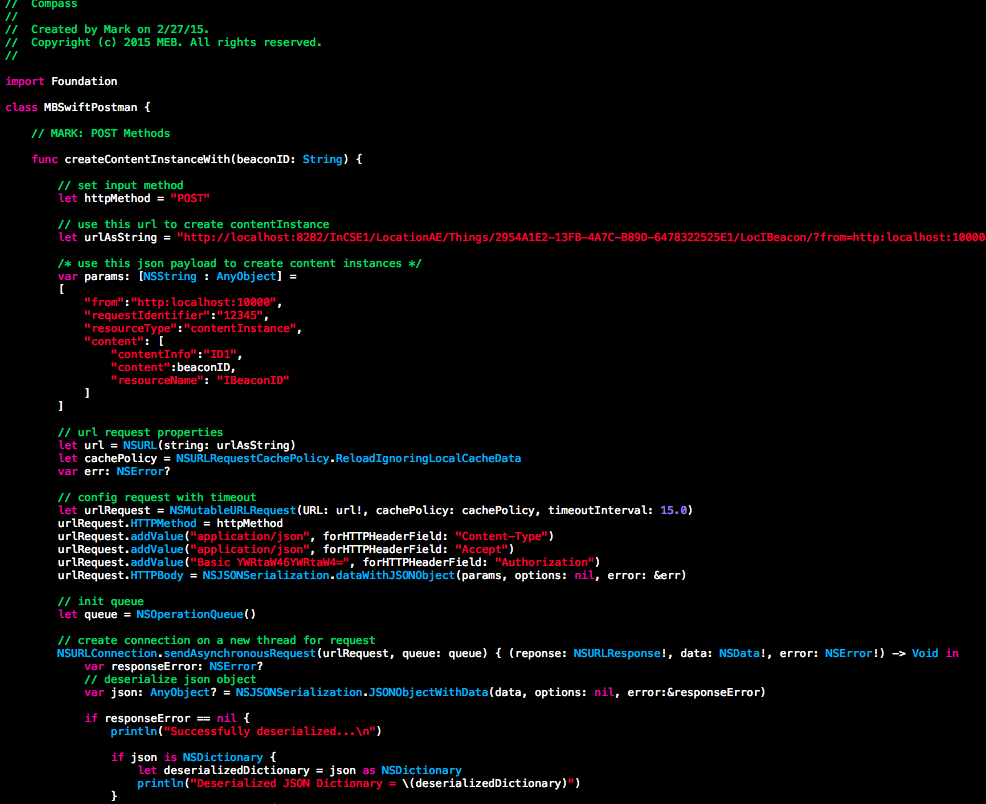 //  Compass
//
//  Created by Mark on 2/27/15.
//  Copyright (c) 2015 MEB. All rights reserved.
//

import Foundation

class MBSwiftPostman {

    // MARK: POST Methods

    func createContentInstanceWith(beaconID: String) {

        // set input method
        let httpMethod = "POST"

        // use this url to create contentInstance
        let urlAsString = "http://localhost:8282/InCSE1/LocationAE/Things/2954A1E2-13FB-4A7C-B89D-6478322525E1/LocIBeacon/?from=http:localhost:10000

        /* use this json payload to create content instances */
        var params: [NSString : AnyObject] =
        [
            "from":"http:localhost:10000",
            "requestIdentifier":"12345",
            "resourceType":"contentInstance",
            "content": [
                "contentInfo":"ID1",
                "content":beaconID,
                "resourceName": "IBeaconID"
            ]
        ]

        // url request properties
        let url = NSURL(string: urlAsString)
        let cachePolicy = NSURLRequestCachePolicy.ReloadIgnoringLocalCacheData
        var err: NSError?

        // config request with timeout
        let urlRequest = NSMutableURLRequest(URL: url!, cachePolicy: cachePolicy, timeoutInterval: 15.0)
        urlRequest.HTTPMethod = httpMethod
        urlRequest.addValue("application/json", forHTTPHeaderField: "Content-Type")
        urlRequest.addValue("application/json", forHTTPHeaderField: "Accept")
        urlRequest.addValue("Basic YWRtaW46YWRtaW4=", forHTTPHeaderField: "Authorization")
        urlRequest.HTTPBody = NSJSONSerialization.dataWithJSONObject(params, options: nil, error: &err)

        // init queue
        let queue = NSOperationQueue()

        // create connection on a new thread for request
        NSURLConnection.sendAsynchronousRequest(urlRequest, queue: queue) { (reponse: NSURLResponse!, data: NSData!, error: NSError!) -> Void in
            var responseError: NSError?
            // deserialize json object
            var json: AnyObject? = NSJSONSerialization.JSONObjectWithData(data, options: nil, error:&responseError)

            if responseError == nil {
                println("Successfully deserialized...\n")

                if json is NSDictionary {
                    let deserializedDictionary = json as NSDictionary
                    println("Deserialized JSON Dictionary = \(deserializedDictionary)")
                }